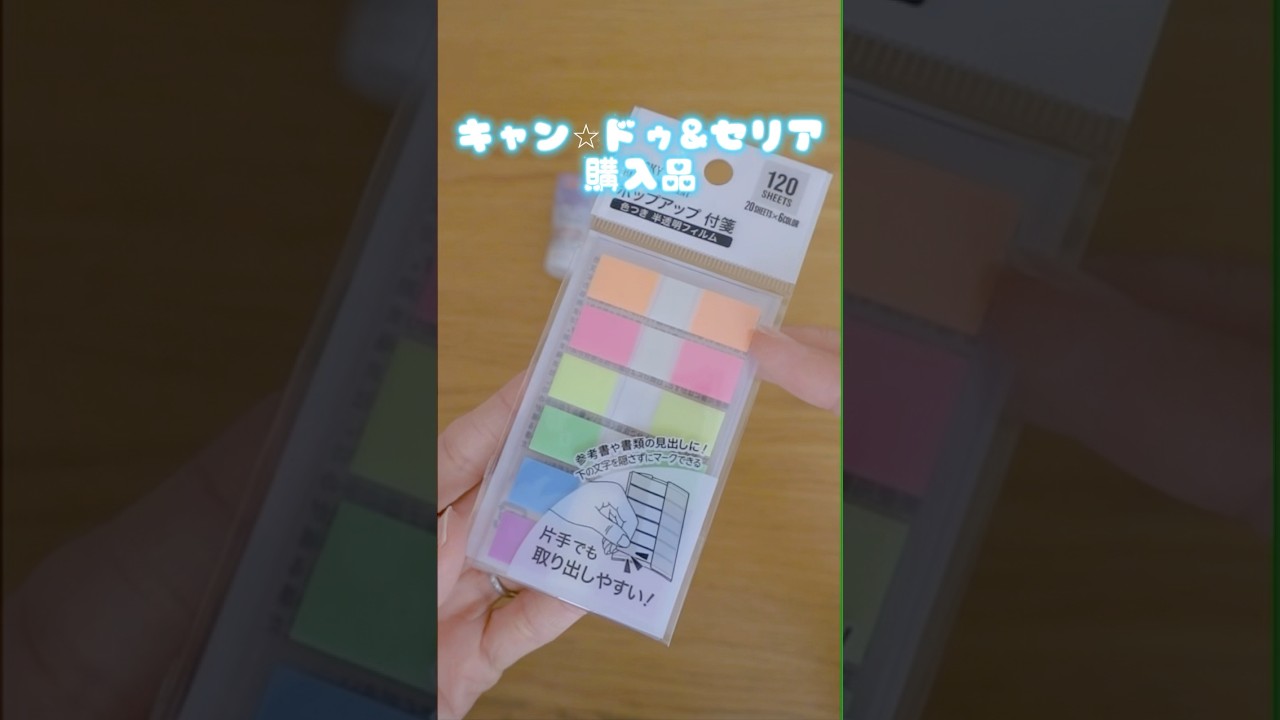 キャン☆ドゥ&セリア
購入品
120
SHEETS
20SHEETS×6COLOR
ポップアップ 付箋
色つき 半透明フィルム
参考書や書類の見出しに!
下の文字を隠さずにマークできる
片手でも
取り出しやすい!